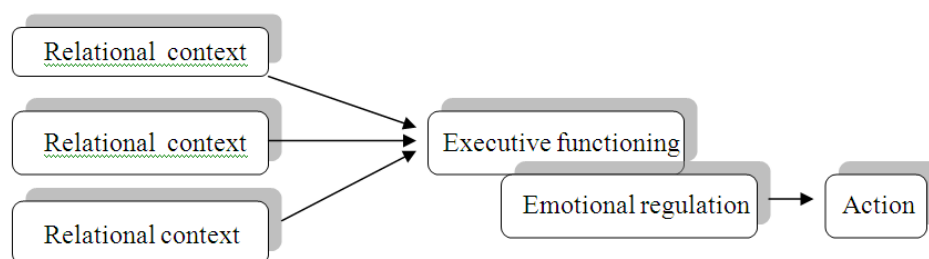 Relational context
Relational context
Executive functioning
Emotional regulation
Action
Relational context